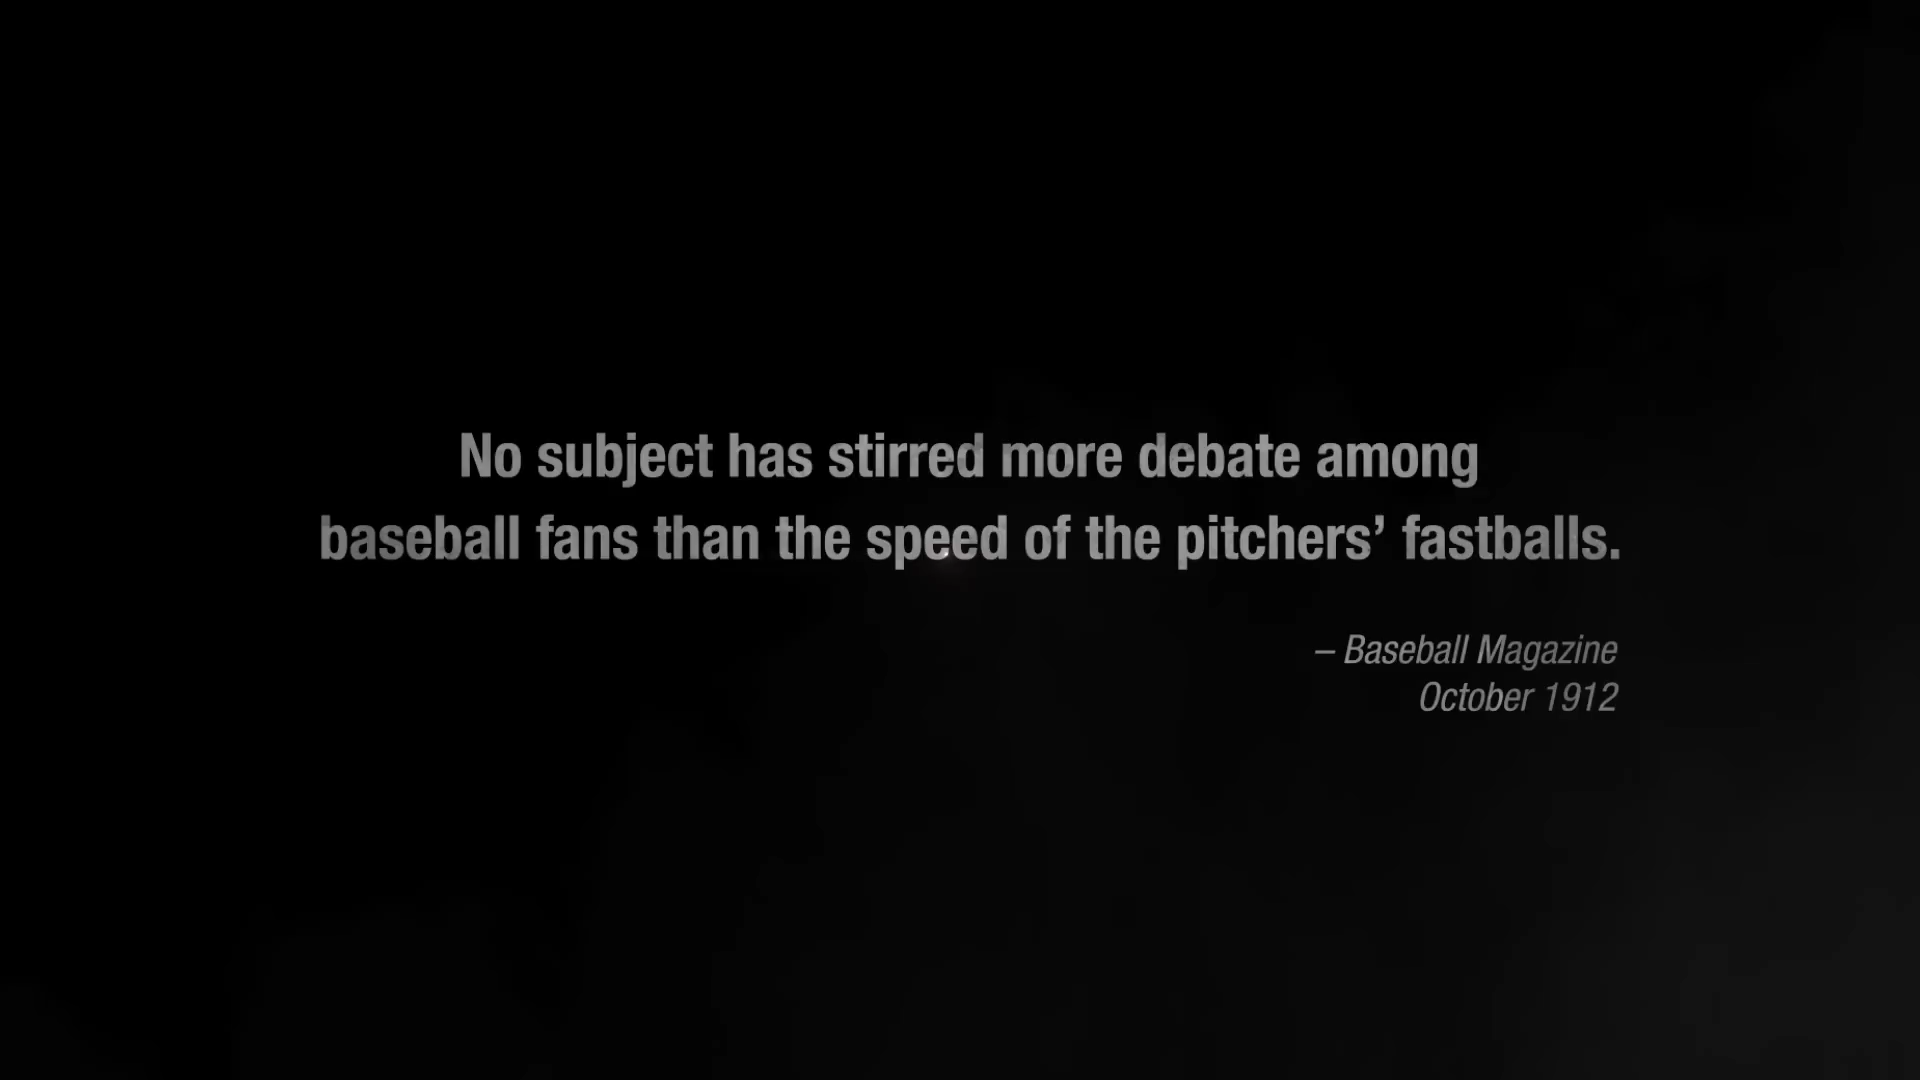 No subject has stirred more debate among
baseball fans than the speed of the pitchers’ fastballs.
– Baseball Magazine
October 1912